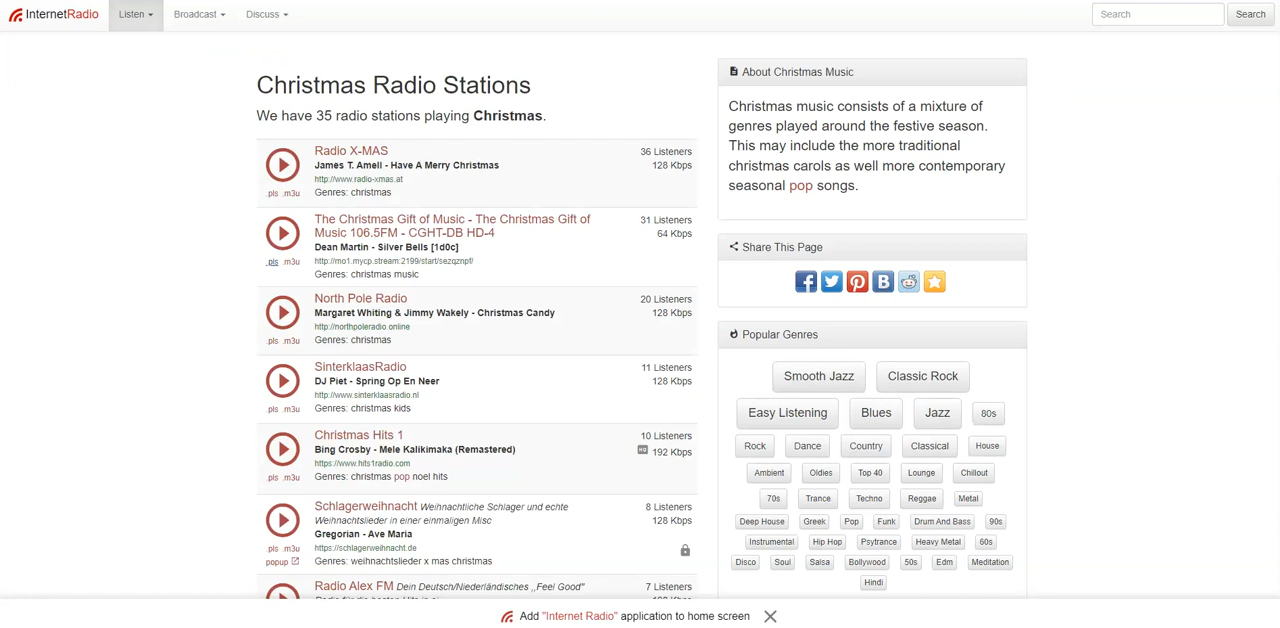 InternetRadio
Listen
Broadcast
Discuss
Search
Search
Christmas Radio Stations
We have 35 radio stations playing Christmas.
Radio X-MAS
36 Listeners
James T. Amell - Have A Merry Christmas
128 Kbps
http://www.radio-xmas.at
.pls .m3u
Genres: christmas
The Christmas Gift of Music - The Christmas Gift of
31 Listeners
Music 106.5FM - CGHT-DB HD-4
64 Kbps
Dean Martin - Silver Bells [1d0c]
http://mo1.mycp.stream:2199/start/sezqznpf/
.pls .m3u
Genres: christmas music
North Pole Radio
20 Listeners
Margaret Whiting & Jimmy Wakely - Christmas Candy
128 Kbps
http://northpoleradio.online
.pls .m3u
Genres: christmas
SinterklaasRadio
11 Listeners
DJ Piet - Spring Op En Neer
128 Kbps
http://www.sinterklaasradio.nl
.pls .m3u
Genres: christmas kids
Christmas Hits 1
10 Listeners
Bing Crosby - Mele Kalikimaka (Remastered)
HQ 192 Kbps
https://www.hits1radio.com
.pls .m3u
Genres: christmas pop noel hits
Schlagerweihnacht Weihnachtliche Schlager und echte
8 Listeners
Weihnachtslieder in einer einmaligen Misc
128 Kbps
Gregorian - Ave Maria
https://schlagerweihnacht.de
.pls .m3u
popup
Genres: weihnachtslieder x mas christmas
Radio Alex FM Dein Deutsch/Niederländisches ,,Feel Good"
7 Listeners
About Christmas Music
Christmas music consists of a mixture of
genres played around the festive season.
This may include the more traditional
christmas carols as well more contemporary
seasonal pop songs.
Share This Page
Popular Genres
Smooth Jazz Classic Rock
Easy Listening Blues Jazz 80s
Rock Dance Country Classical House
Ambient Oldies Top 40 Lounge Chillout
70s Trance Techno Reggae Metal
Deep House Greek Pop Funk Drum And Bass 90s
Instrumental Hip Hop Psytrance Heavy Metal 60s
Disco Soul Salsa Bollywood 50s Edm Meditation
Hindi
Add "Internet Radio" application to home screen